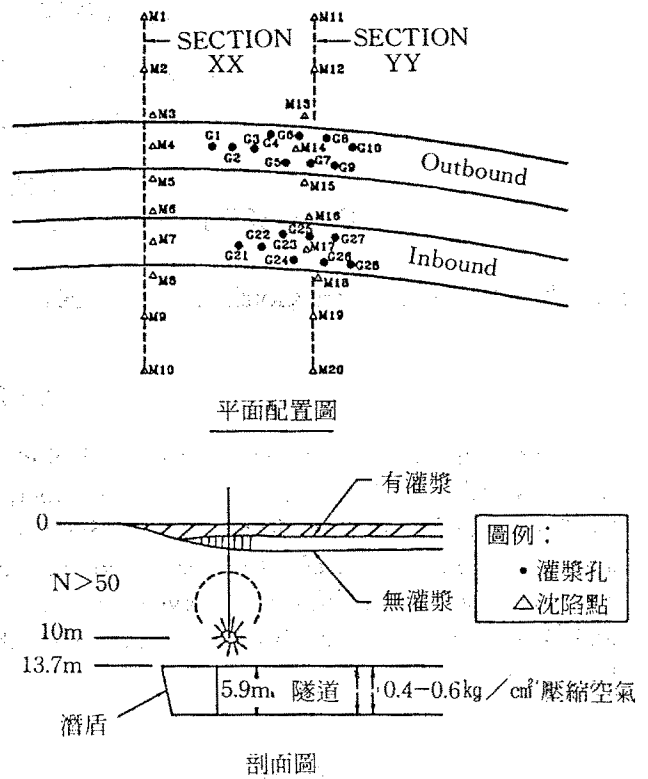 M1
M11
SECTION
XX
SECTION
YY
M2
M12
M3
M13
G1
G2
G3
G4
G6
G8
M4
M14
G10
G5
G7
G9
Outbound
M5
M15
M6
M16
G22
G25
G27
M7
G21
G23
M17
Inbound
G24
G26
G28
M8
M18
M9
M19
M10
M20
平面配置圖
有灌漿
0
圖例：
● 灌漿孔
△沈陷點
N>50
無灌漿
10m
13.7m
5.9m
隧道
0.4-0.6kg／cm²壓縮空氣
潛盾
剖面圖